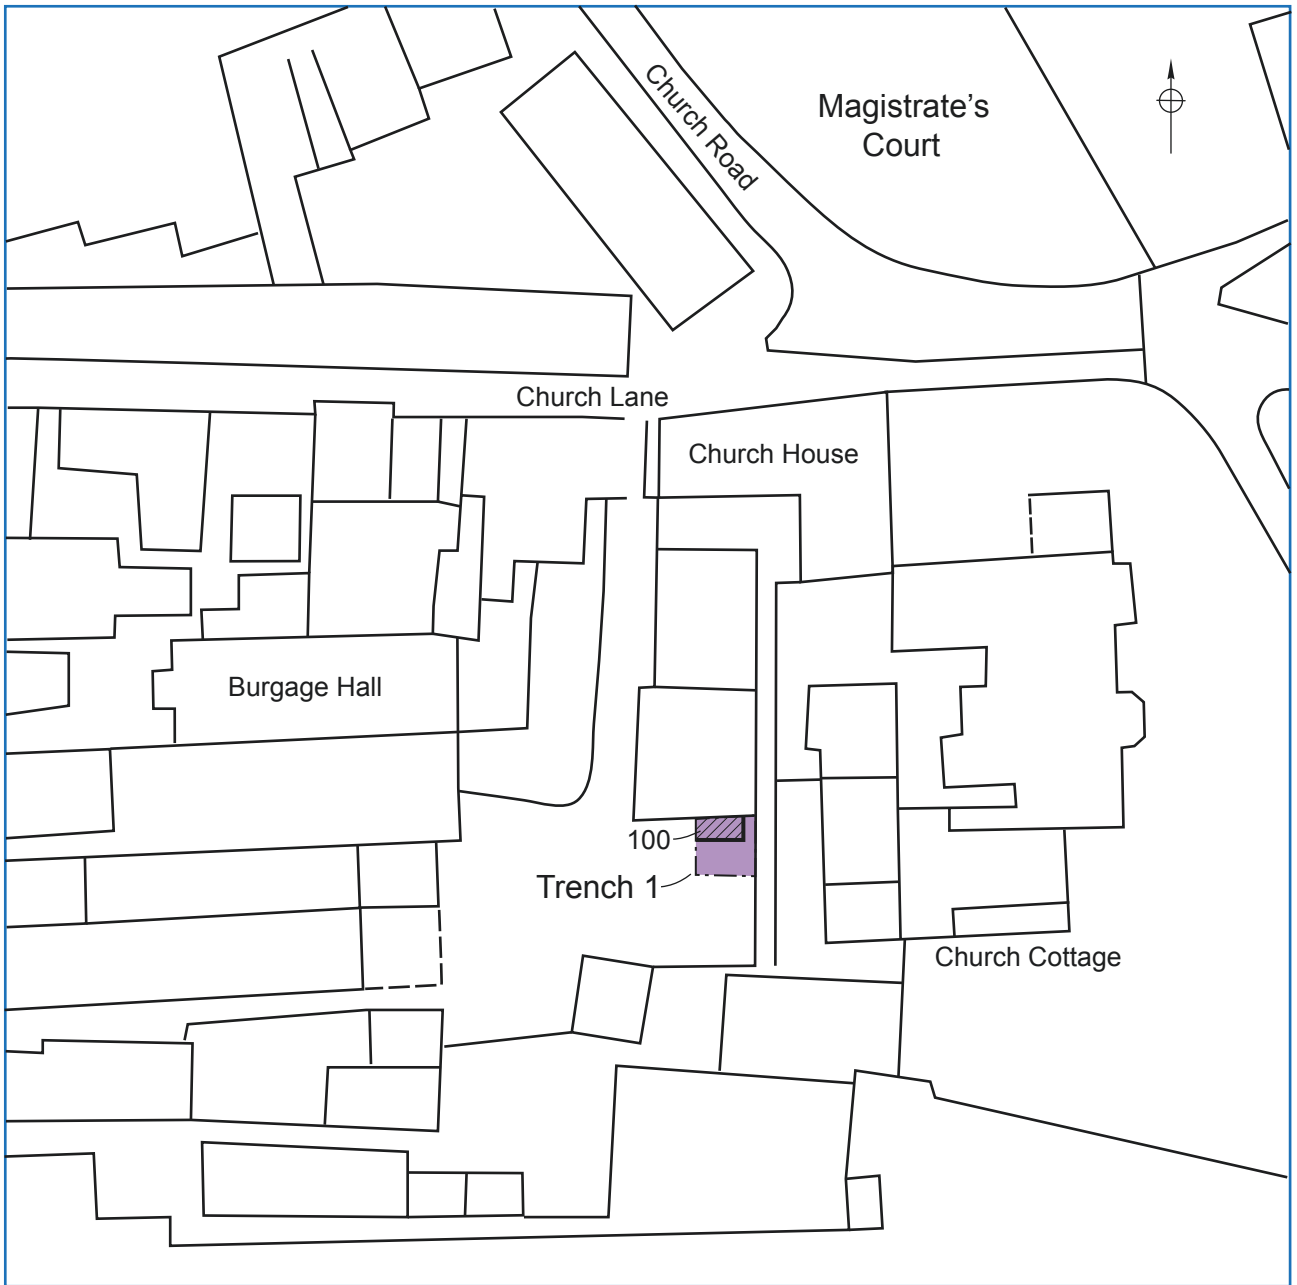 Church Road
Magistrate’s
Court
Church Lane
Church House
Burgage Hall
100
Trench 1
Church Cottage